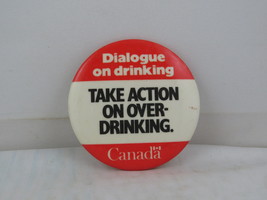 Dialogue
on drinking
TAKE ACTION
ON OVER-
DRINKING.
Canada